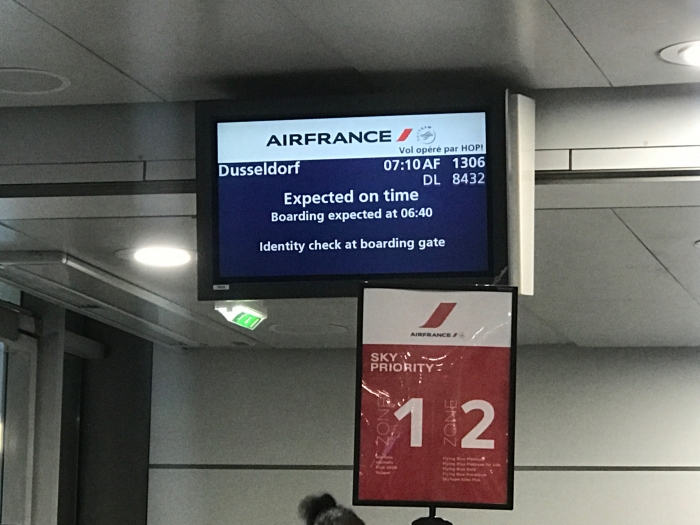 AIRFRANCE
Vol opéré par HOP!
Dusseldorf 07:10 AF 1306
DL 8432
Expected on time
Boarding expected at 06:40
Identity check at boarding gate
AIRFRANCE
SKY
PRIORITY
ZONE 1 ZONE 2